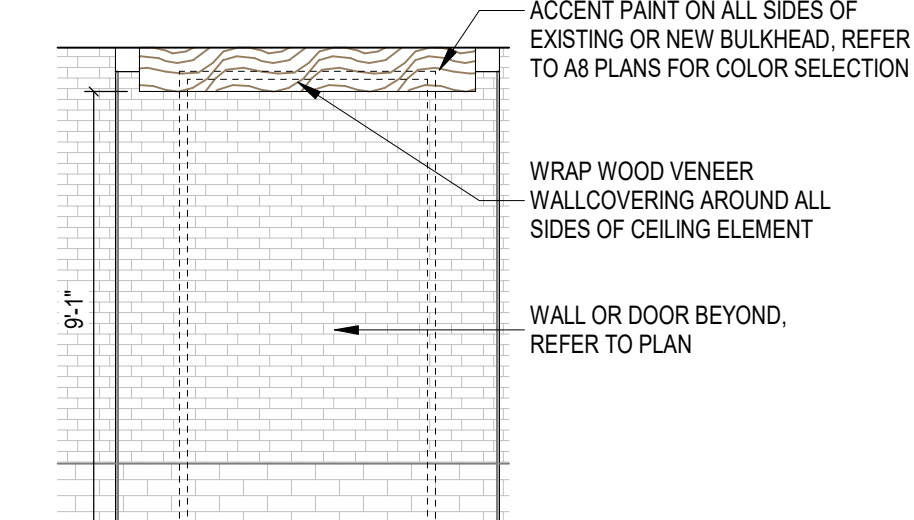 ACCENT PAINT ON ALL SIDES OF
EXISTING OR NEW BULKHEAD, REFER
TO A8 PLANS FOR COLOR SELECTION
WRAP WOOD VENEER
WALLCOVERING AROUND ALL
SIDES OF CEILING ELEMENT
9'-1"
WALL OR DOOR BEYOND,
REFER TO PLAN